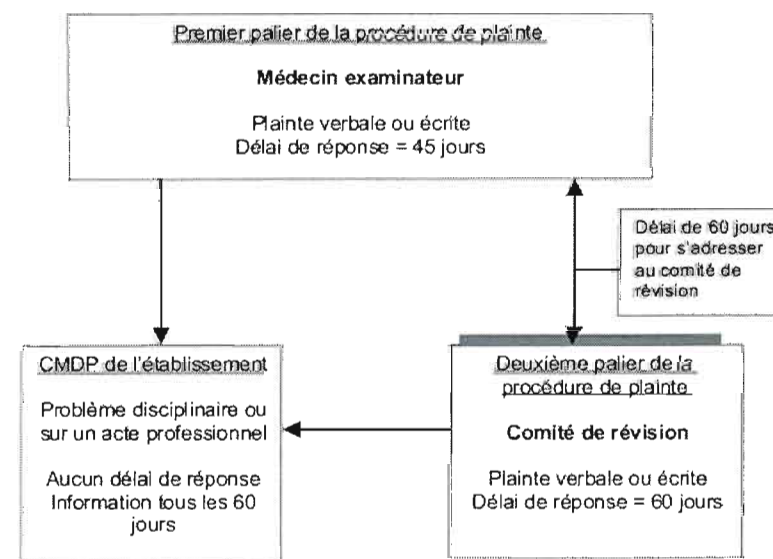 Premier palier de la procédure de plainte
Médecin examinateur
Plainte verbale ou écrite
Délai de réponse = 45 jours
Délai de 60 jours
pour s'adresser
au comité de
révision
CMDP de l'établissement
Problème disciplinaire ou
sur un acte professionnel
Aucun délai de réponse
Information tous les 60
jours
Deuxième palier de la
procédure de plainte
Comité de révision
Plainte verbale ou écrite
Délai de réponse = 60 jours